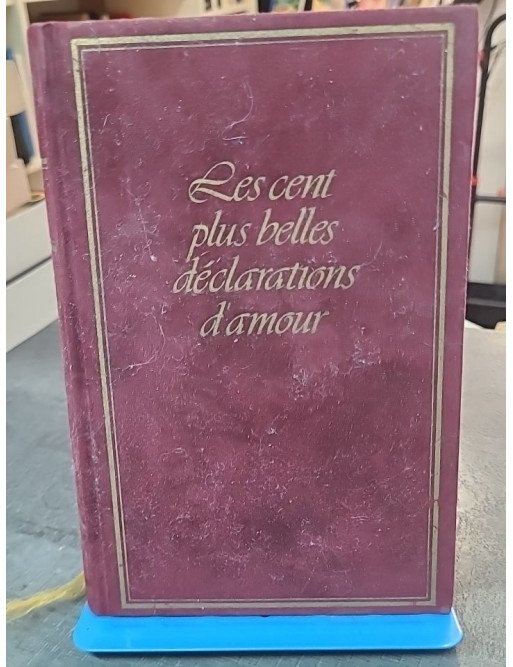 Les cent
plus belles
déclarations
d'amour